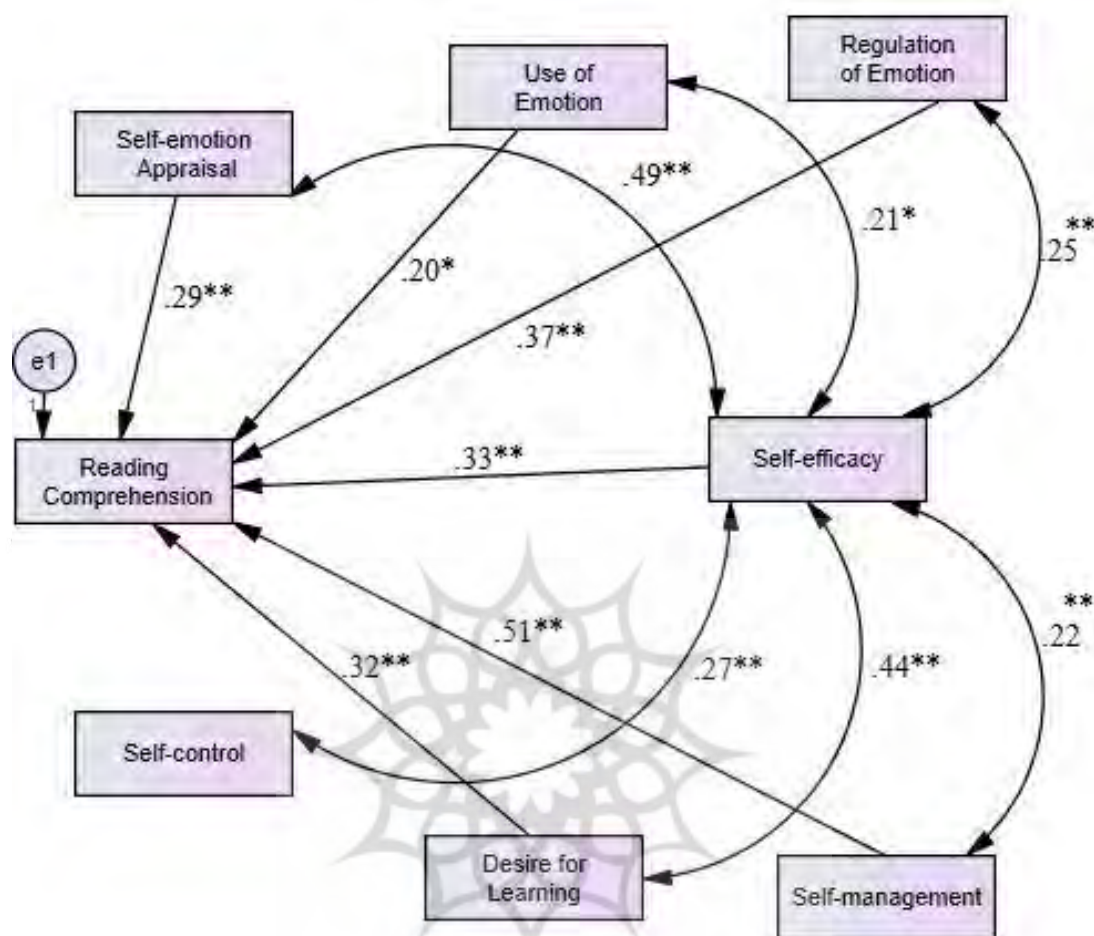 Regulation
of Emotion
Use of
Emotion
Self-emotion
Appraisal
.49**
.21*
.25**
.20*
.29**
.37**
e1
1
Reading
Comprehension
.33**
Self-efficacy
.51**
.32**
.27**
.44**
.22**
Self-control
Desire for
Learning
Self-management